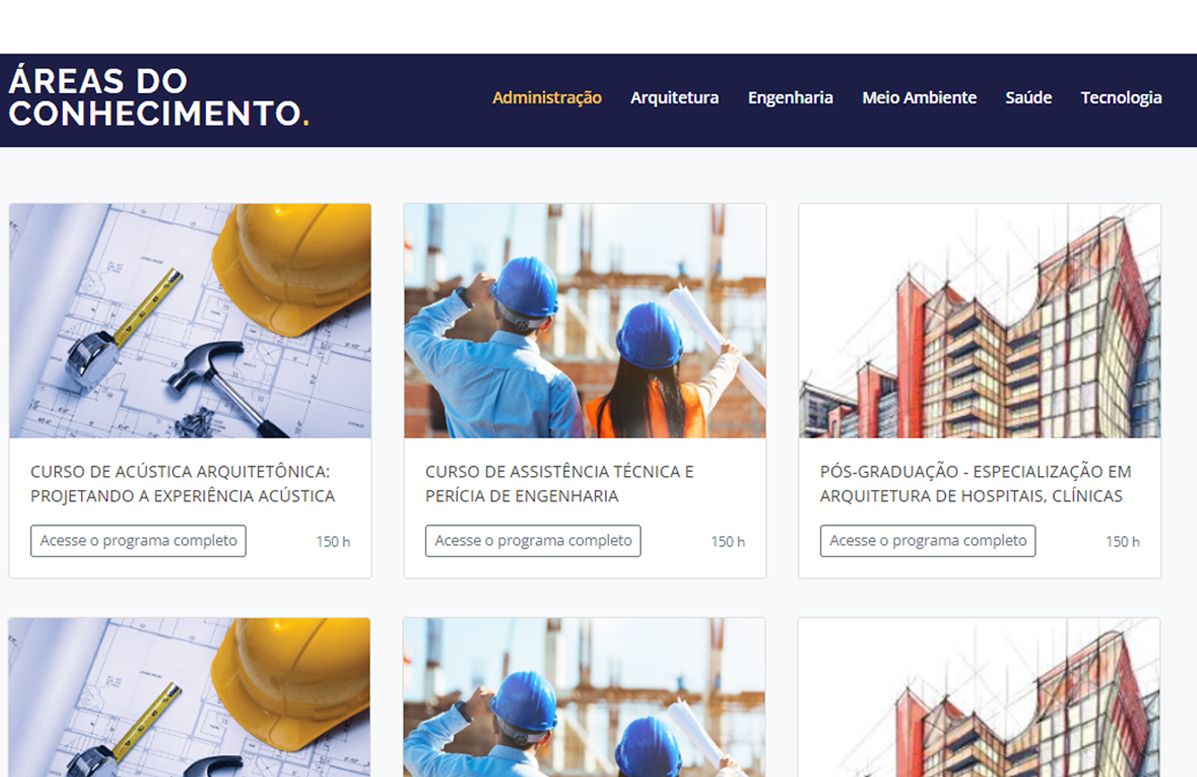 ÁREAS DO
CONHECIMENTO.
Administração Arquitetura Engenharia Meio Ambiente Saúde Tecnologia
CURSO DE ACÚSTICA ARQUITETÔNICA:
PROJETANDO A EXPERIÊNCIA ACÚSTICA
Acesse o programa completo 150 h
CURSO DE ASSISTÊNCIA TÉCNICA E
PERÍCIA DE ENGENHARIA
Acesse o programa completo 150 h
PÓS-GRADUAÇÃO - ESPECIALIZAÇÃO EM
ARQUITETURA DE HOSPITAIS, CLÍNICAS
Acesse o programa completo 150 h